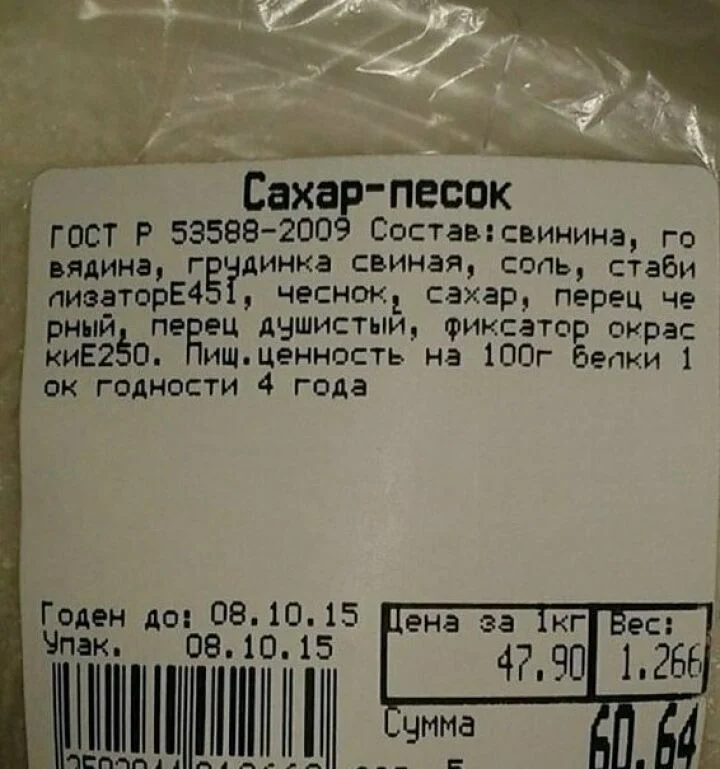 Сахар-песок
ГОСТ Р 53588-2009 Состав:свинина, го
вядина, грудинка свиная, соль, стаби
лизаторЕ451, чеснок, сахар, перец че
рный, перец душистый, фиксатор окрас
киЕ250. Пищ.ценность на 100г белки 1
ок годности 4 года
Годен до: 08.10.15
Упак. 08.10.15
Цена за 1кг Вес:
47.90 1.266
Сумма
60.64